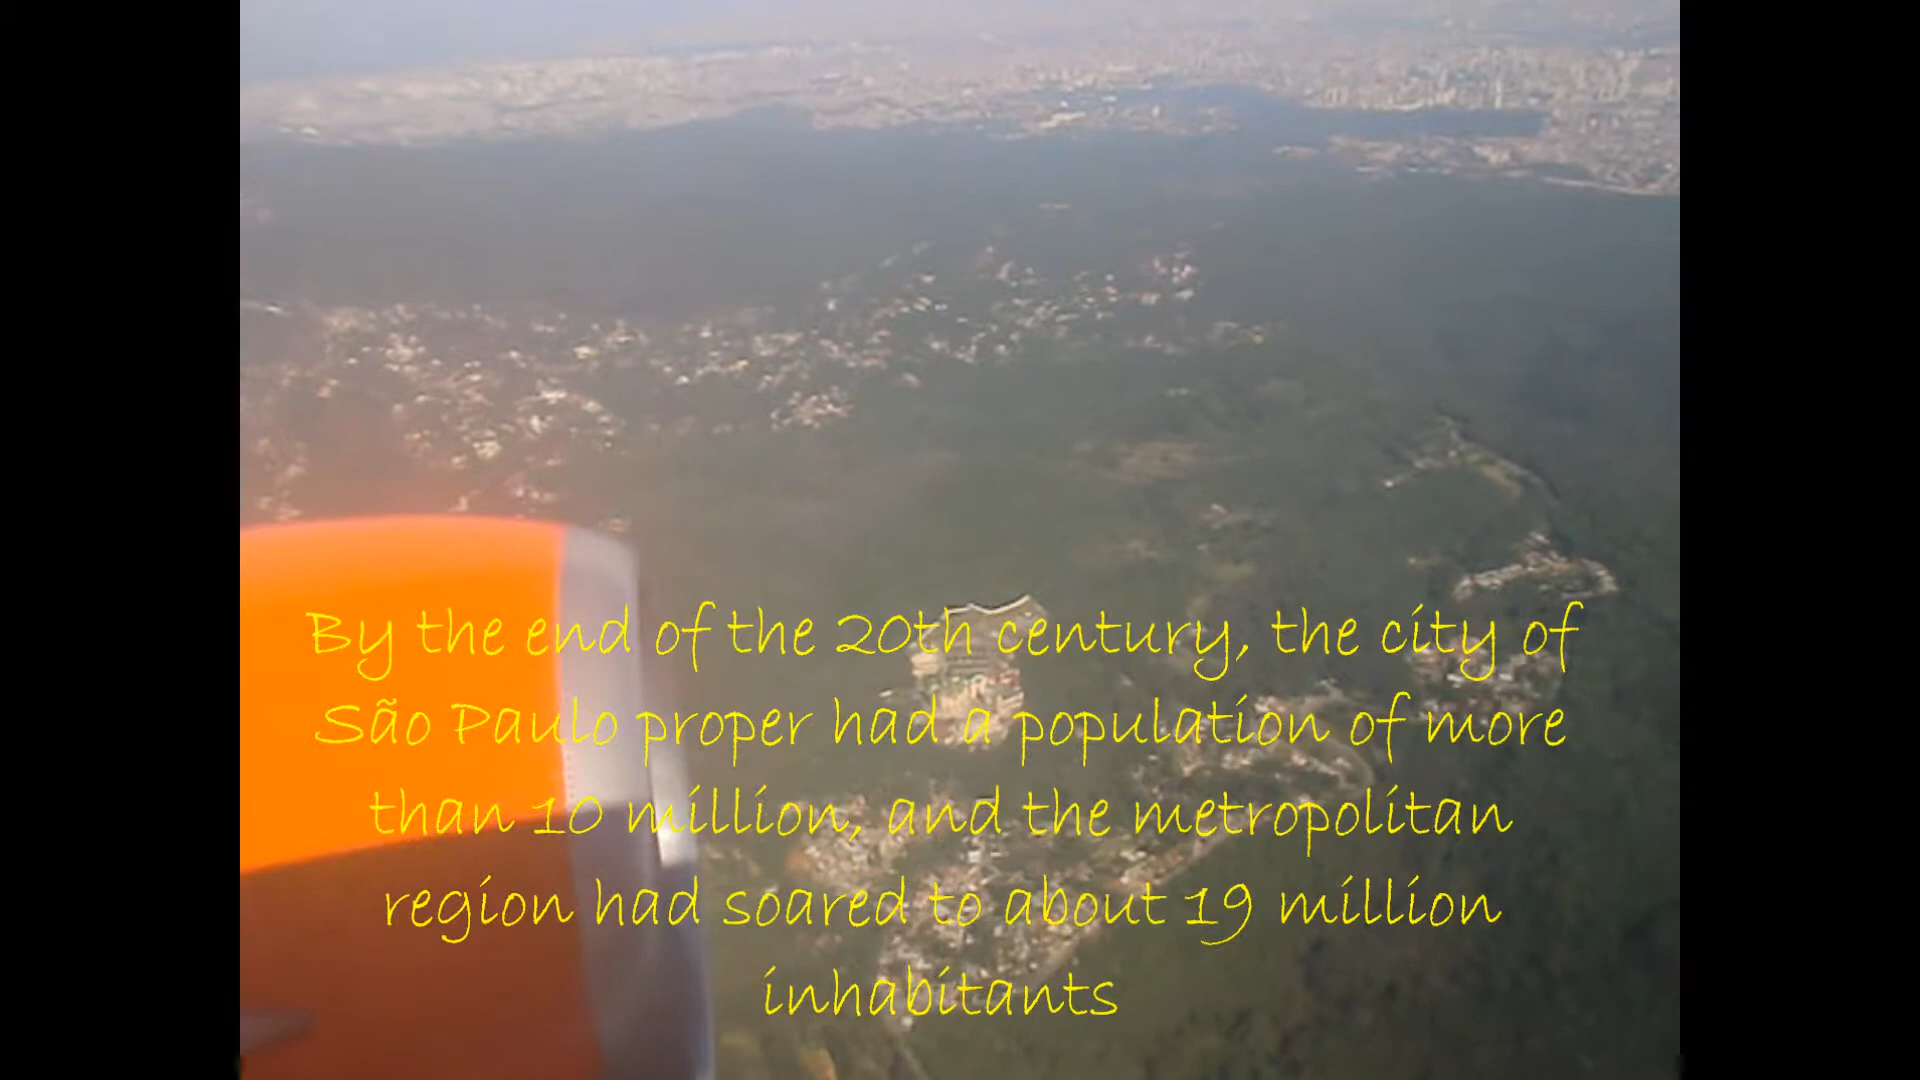 By the end of the 20th century, the city of
São Paulo proper had a population of more
than 10 million, and the metropolitan
region had soared to about 19 million
inhabitants